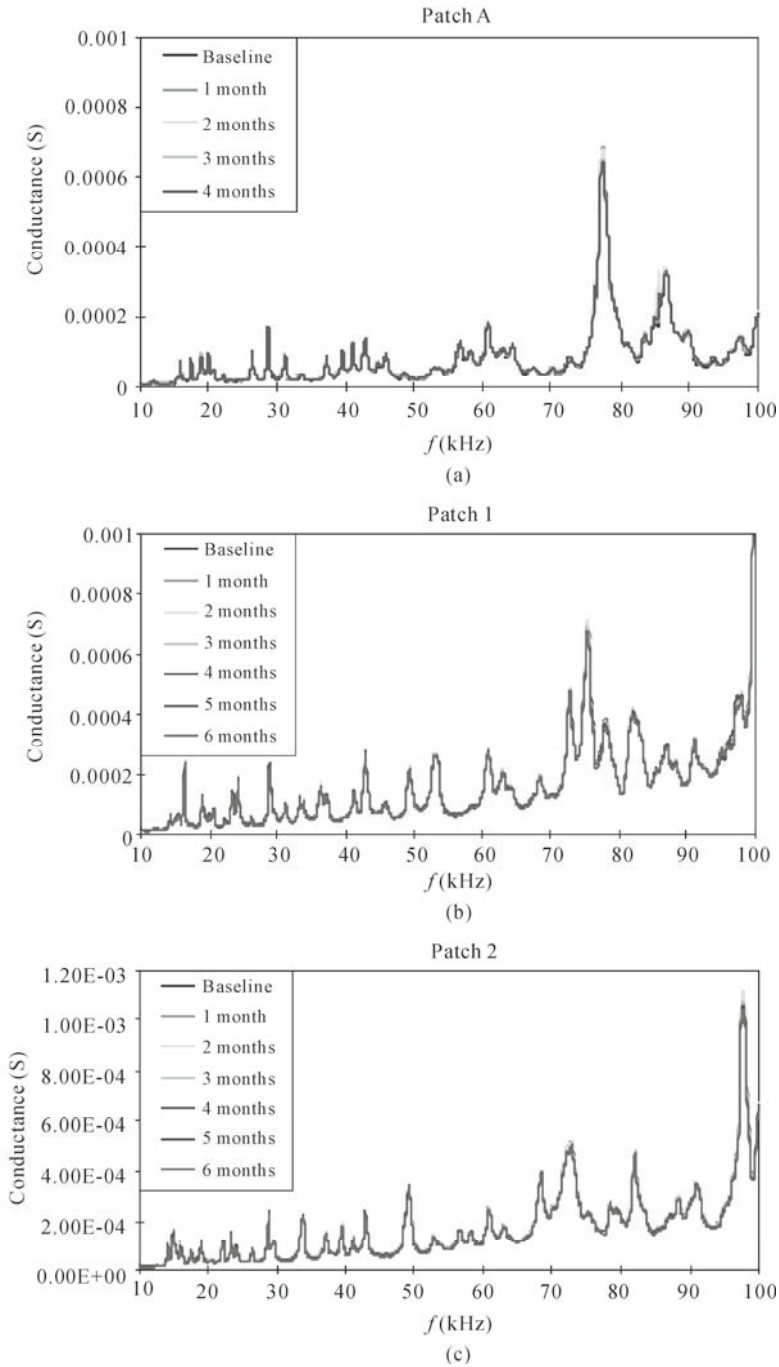 Patch A
0.001
0.0008
0.0006
0.0004
0.0002
0
Conductance (S)
Baseline
1 month
2 months
3 months
4 months
10 20 30 40 50 60 70 80 90 100
f (kHz)
(a)
Patch 1
0.001
0.0008
0.0006
0.0004
0.0002
0
Conductance (S)
Baseline
1 month
2 months
3 months
4 months
5 months
6 months
10 20 30 40 50 60 70 80 90 100
f (kHz)
(b)
Patch 2
1.20E-03
1.00E-03
8.00E-04
6.00E-04
4.00E-04
2.00E-04
0.00E+00
Conductance (S)
Baseline
1 month
2 months
3 months
4 months
5 months
6 months
10 20 30 40 50 60 70 80 90 100
f (kHz)
(c)